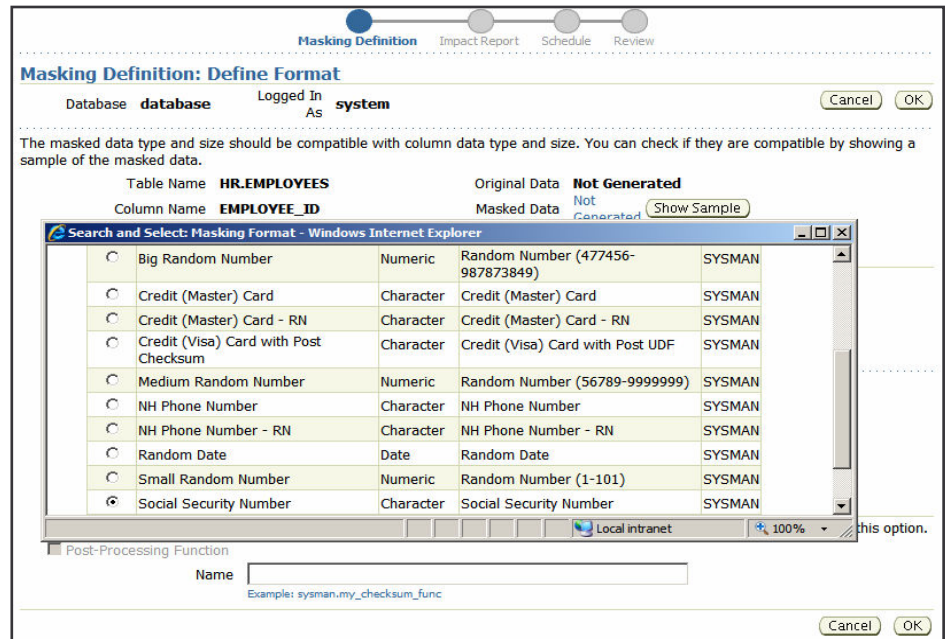 Masking Definition Impact Report Schedule Review
Masking Definition: Define Format
Database database Logged In As system Cancel OK
The masked data type and size should be compatible with column data type and size. You can check if they are compatible by showing a
sample of the masked data.
Table Name HR.EMPLOYEES Original Data Not Generated
Column Name EMPLOYEE_ID Masked Data Not Generated Show Sample
Search and Select: Masking Format - Windows Internet Explorer
Big Random Number Numeric Random Number (477456-987873849) SYSMAN
Credit (Master) Card Character Credit (Master) Card SYSMAN
Credit (Master) Card - RN Character Credit (Master) Card - RN SYSMAN
Credit (Visa) Card with Post Checksum Character Credit (Visa) Card with Post UDF SYSMAN
Medium Random Number Numeric Random Number (56789-9999999) SYSMAN
NH Phone Number Character NH Phone Number SYSMAN
NH Phone Number - RN Character NH Phone Number - RN SYSMAN
Random Date Date Random Date SYSMAN
Small Random Number Numeric Random Number (1-101) SYSMAN
Social Security Number Character Social Security Number SYSMAN
Local intranet 100%
this option.
Post-Processing Function
Name
Example: sysman.my_checksum_func
Cancel OK